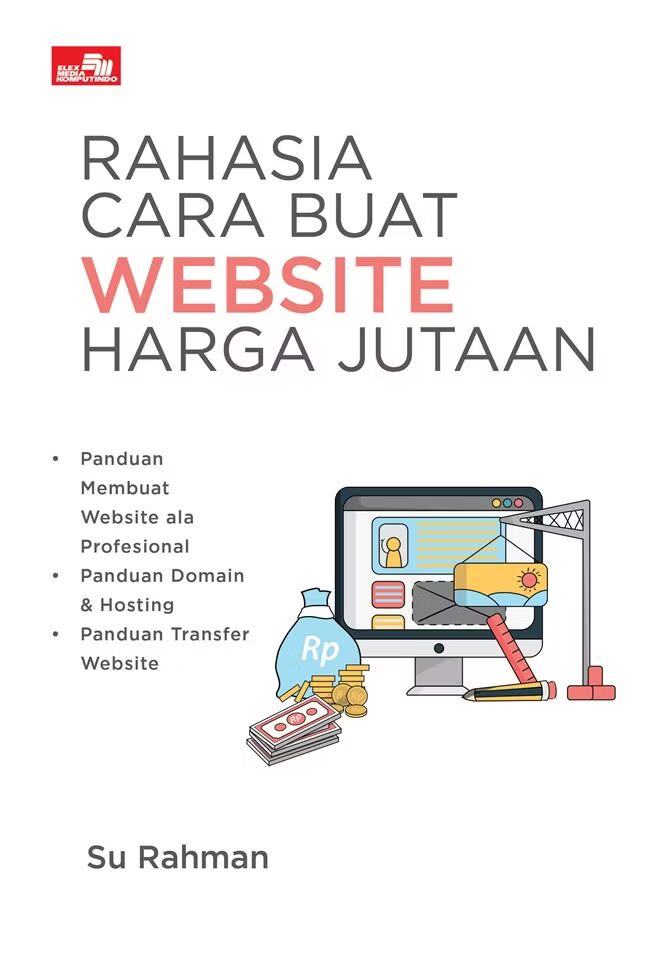 ELEX
MEDIA
KOMPUTINDO
RAHASIA
CARA BUAT
WEBSITE
HARGA JUTAAN
• Panduan
Membuat
Website ala
Profesional
• Panduan Domain
& Hosting
• Panduan Transfer
Website
Rp
RP
Su Rahman